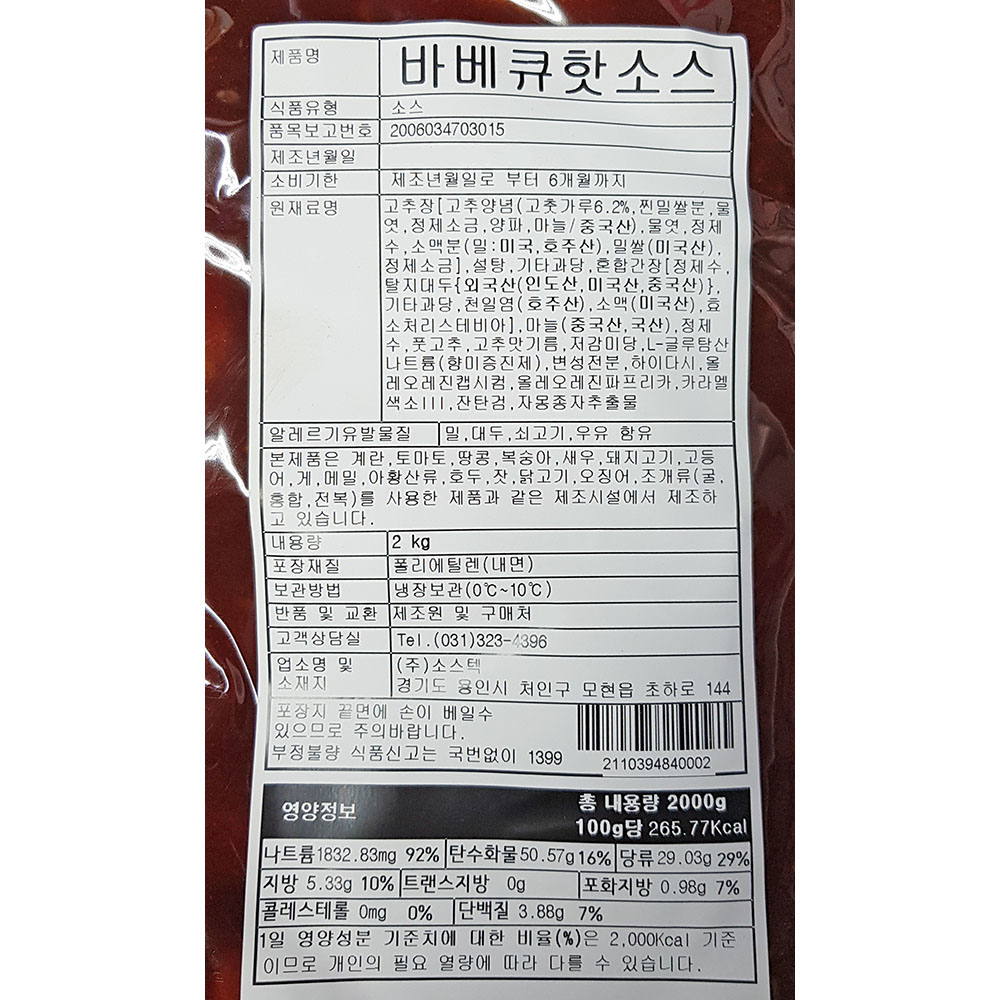 제품명 바베큐핫소스
식품유형 소스
품목보고번호 2006034703015
제조년월일
소비기한 제조년월일로 부터 6개월까지
원재료명 고추장[고추양념(고춧가루6.2%,찐밀쌀분,물
엿,정제소금,양파,마늘/중국산),물엿,정제
수,소맥분(밀:미국,호주산),밀쌀(미국산),
정제소금],설탕,기타과당,혼합간장[정제수,
탈지대두{외국산(인도산,미국산,중국산)},
기타과당,천일염(호주산),소맥(미국산),효
소처리스테비아],마늘(중국산,국산),정제
수,풋고추,고추맛기름,저감미당,L-글루탐산
나트륨(향미증진제),변성전분,하이다시,올
레오레진캡시컴,올레오레진파프리카,카라멜
색소III,잔탄검,자몽종자추출물
알레르기유발물질 밀,대두,쇠고기,우유 함유
본제품은 계란,토마토,땅콩,복숭아,새우,돼지고기,고등
어,게,메밀,아황산류,호두,잣,닭고기,오징어,조개류(굴,
홍합,전복)를 사용한 제품과 같은 제조시설에서 제조하
고 있습니다.
내용량 2 kg
포장재질 폴리에틸렌(내면)
보관방법 냉장보관(0℃~10℃)
반품 및 교환 제조원 및 구매처
고객상담실 Tel.(031)323-4396
업소명 및 (주)소스텍
소재지 경기도 용인시 처인구 모현읍 초하로 144
포장지 끝면에 손이 베일수
있으므로 주의바랍니다.
부정불량 식품신고는 국번없이 1399
2110394840002
영양정보 총 내용량 2000g
100g당 265.77Kcal
나트륨1832.83mg 92% 탄수화물50.57g16% 당류29.03g 29%
지방 5.33g 10% 트랜스지방 0g 포화지방 0.98g 7%
콜레스테롤 0mg 0% 단백질 3.88g 7%
1일 영양성분 기준치에 대한 비율(%)은 2,000Kcal 기준
이므로 개인의 필요 열량에 따라 다를 수 있습니다.